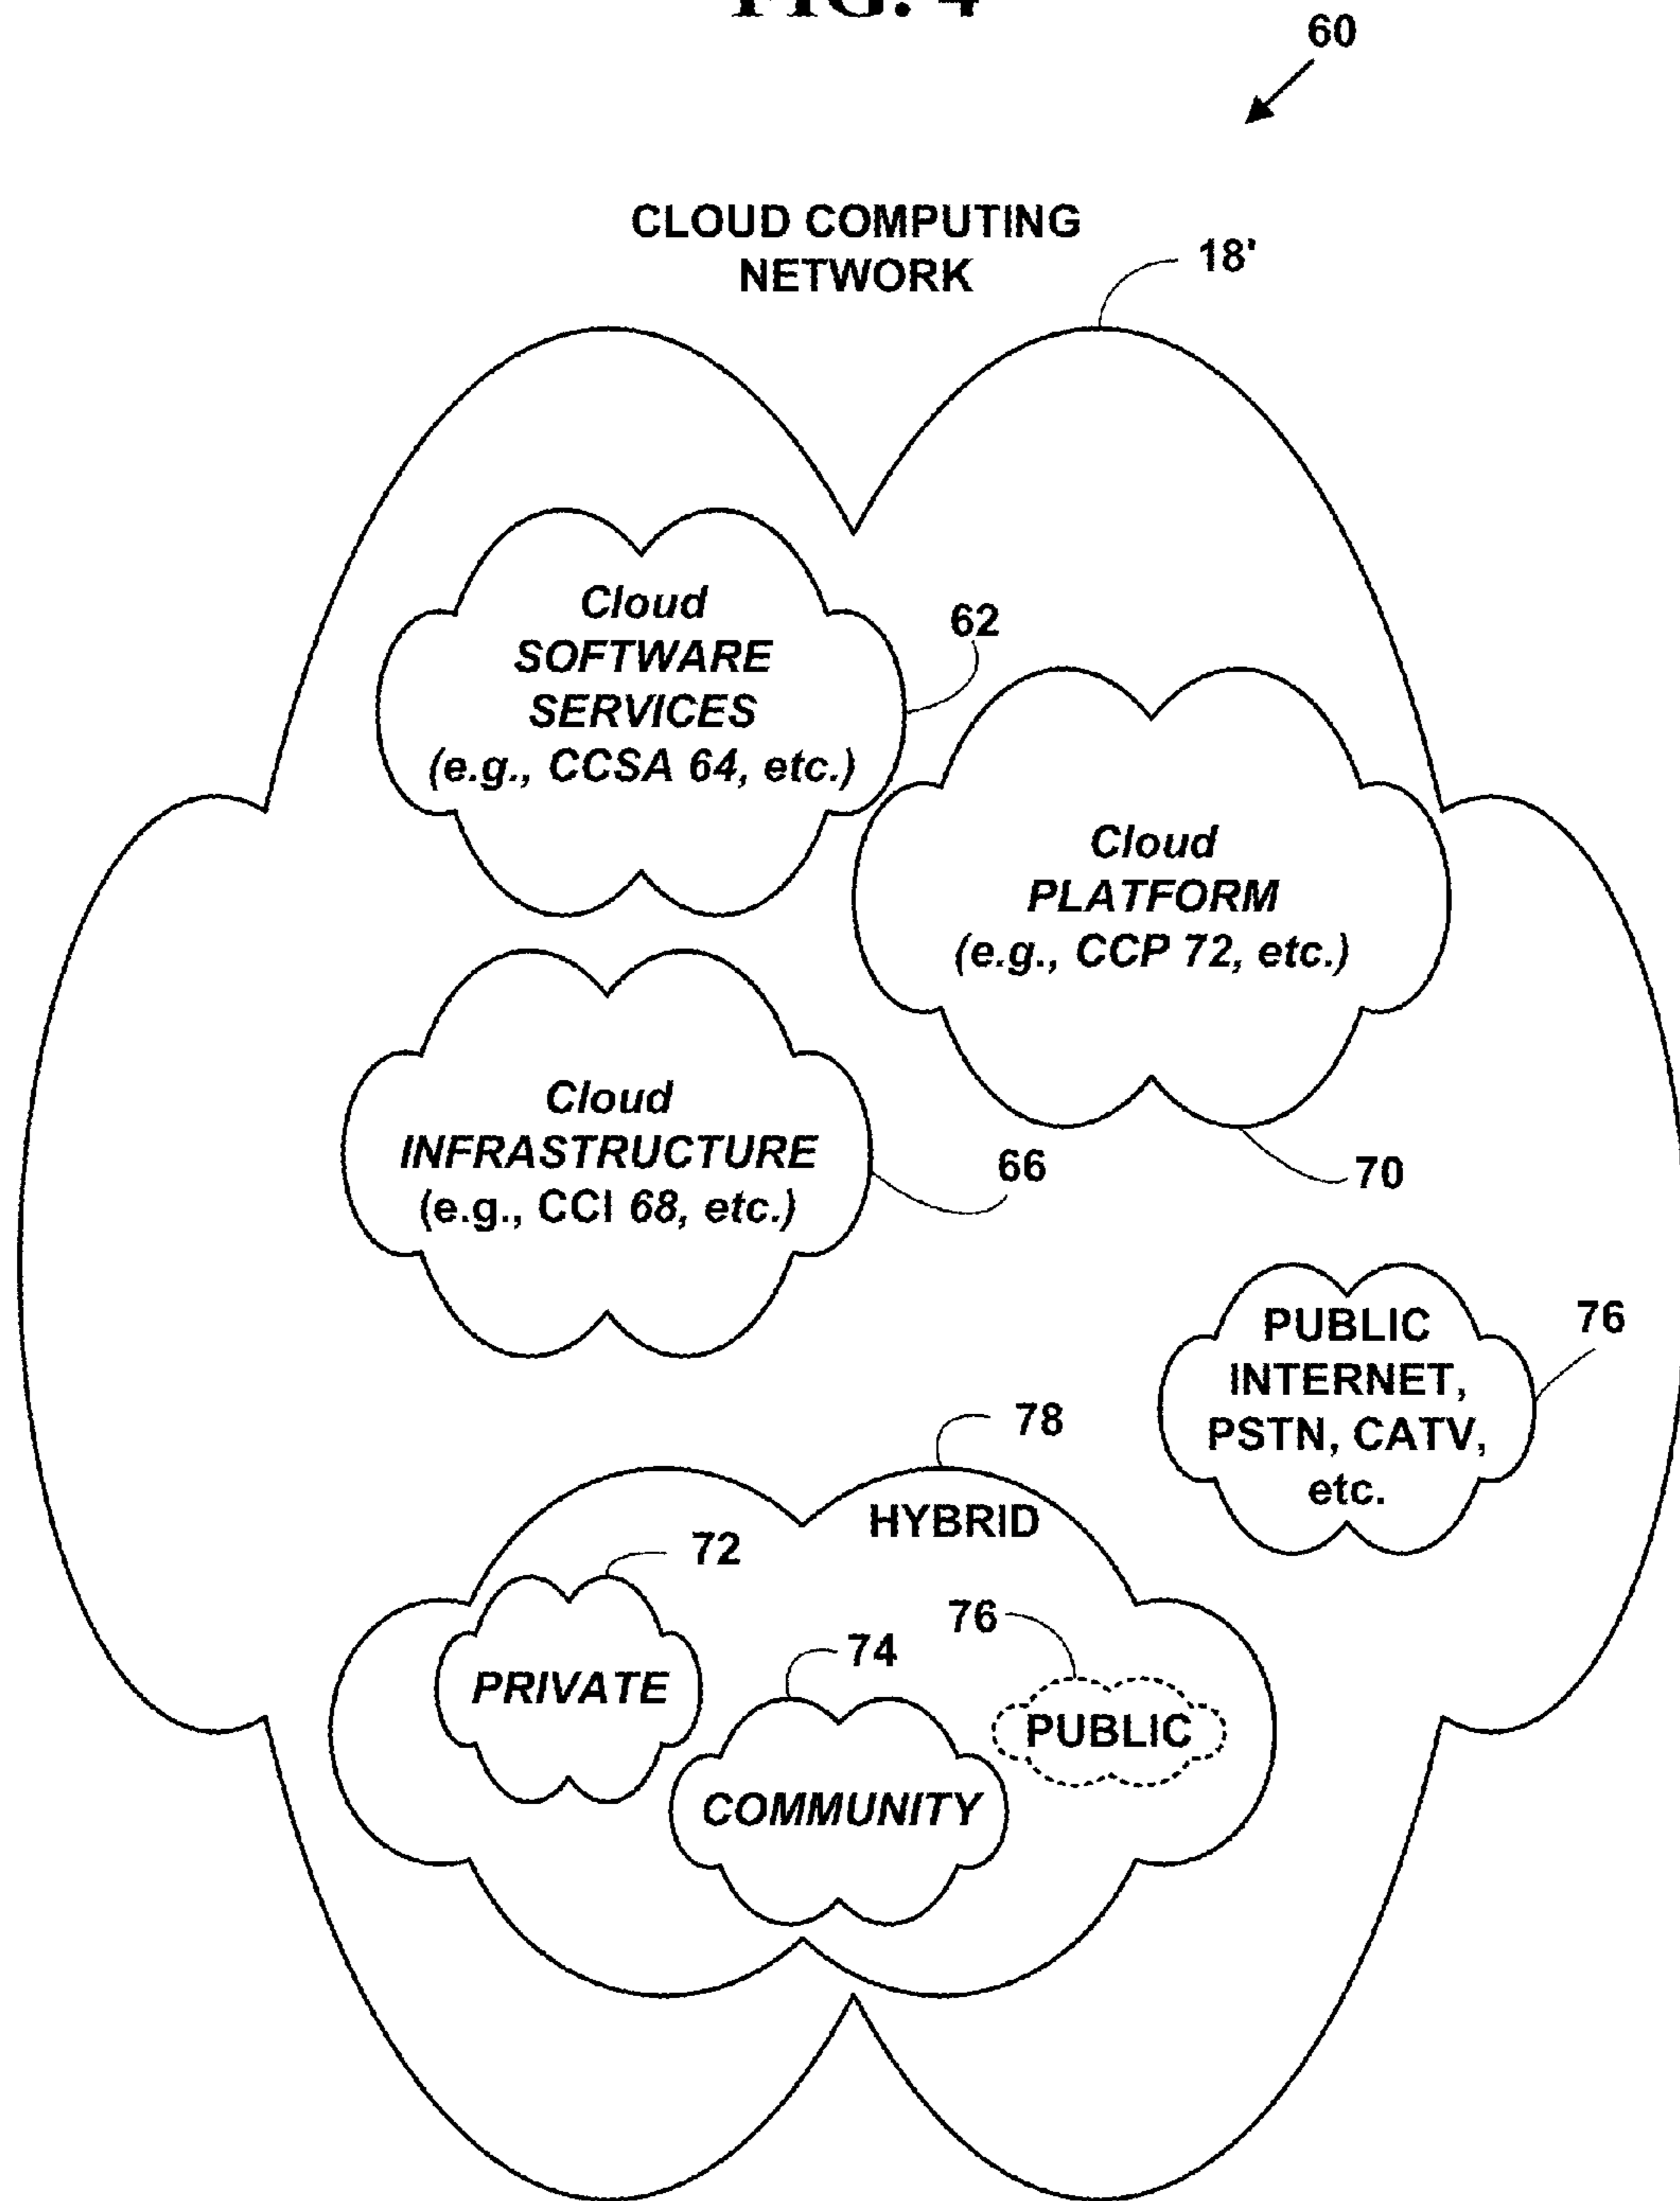 FIG. 4
60
CLOUD COMPUTING
NETWORK
18'
Cloud
SOFTWARE
SERVICES
(e.g., CCSA 64, etc.)
62
Cloud
PLATFORM
(e.g., CCP 72, etc.)
70
Cloud
INFRASTRUCTURE
(e.g., CCI 68, etc.)
66
PUBLIC
INTERNET,
PSTN, CATV,
etc.
76
78
HYBRID
72
PRIVATE
74
COMMUNITY
76
PUBLIC